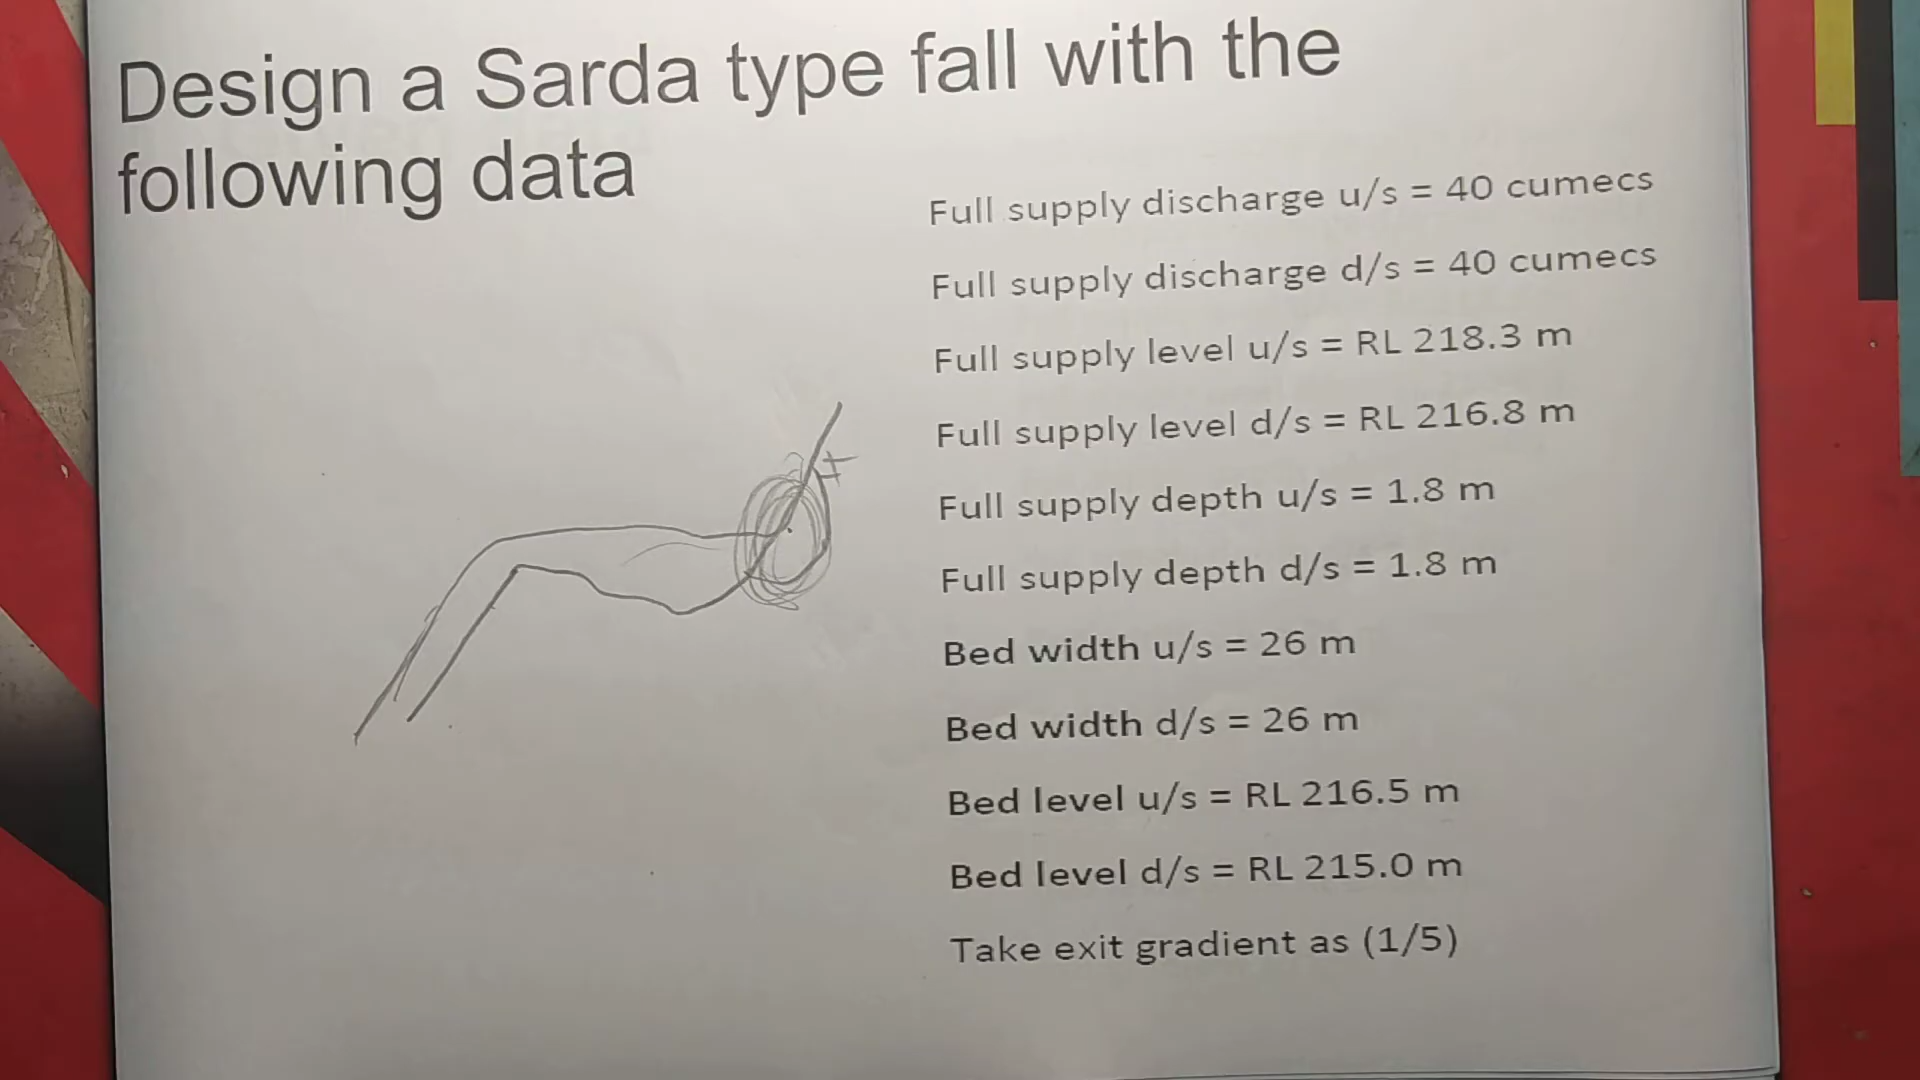 Design a Sarda type fall with the
following data
Full supply discharge u/s = 40 cumecs
Full supply discharge d/s = 40 cumecs
Full supply level u/s = RL 218.3 m
Full supply level d/s = RL 216.8 m
Full supply depth u/s = 1.8 m
Full supply depth d/s = 1.8 m
Bed width u/s = 26 m
Bed width d/s = 26 m
Bed level u/s = RL 216.5 m
Bed level d/s = RL 215.0 m
Take exit gradient as (1/5)